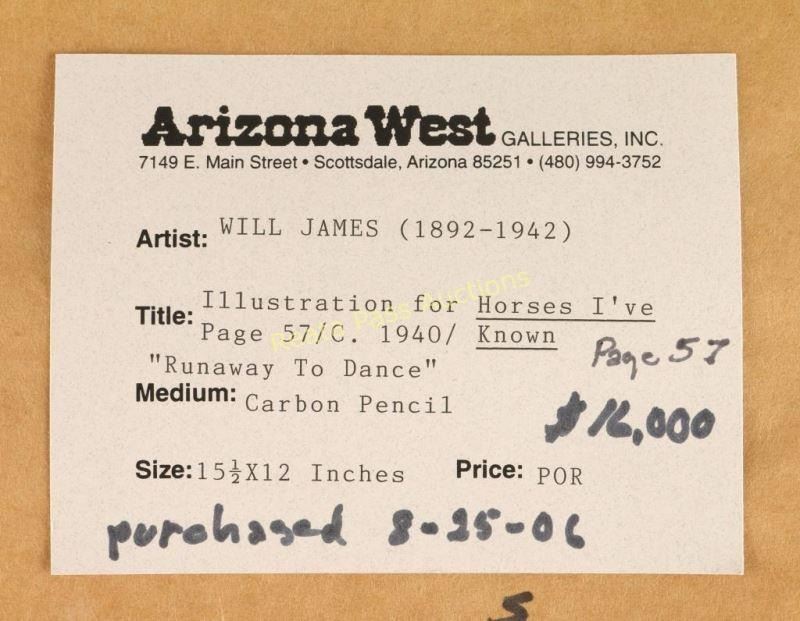 Arizona West GALLERIES, INC.
7149 E. Main Street • Scottsdale, Arizona 85251 • (480) 994-3752
Artist: WILL JAMES (1892-1942)
Title: Illustration for Horses I've
Page 57/C. 1940/ Known
"Runaway To Dance"
Page 57
Medium: Carbon Pencil
$16,000
Size: 15½X12 Inches Price: POR
purchased 8-25-06